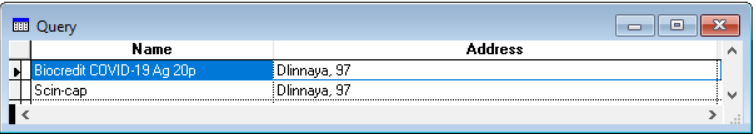 Query
Name Address
Biocredit COVID-19 Ag 20p Dlinnaya, 97
Scin-cap Dlinnaya, 97